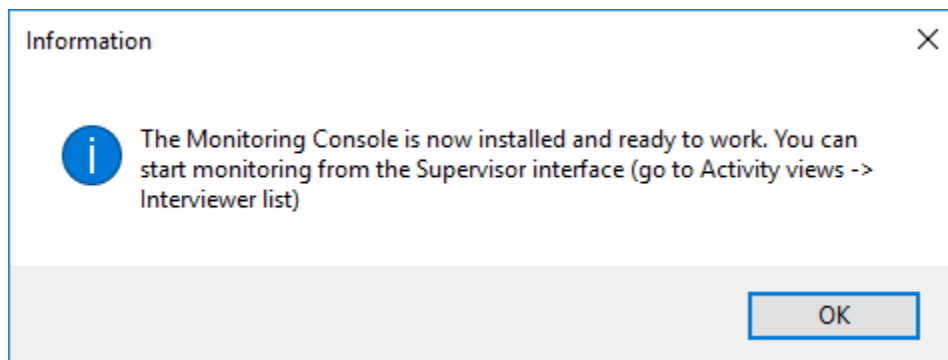 Information
The Monitoring Console is now installed and ready to work. You can
start monitoring from the Supervisor interface (go to Activity views ->
Interviewer list)
OK